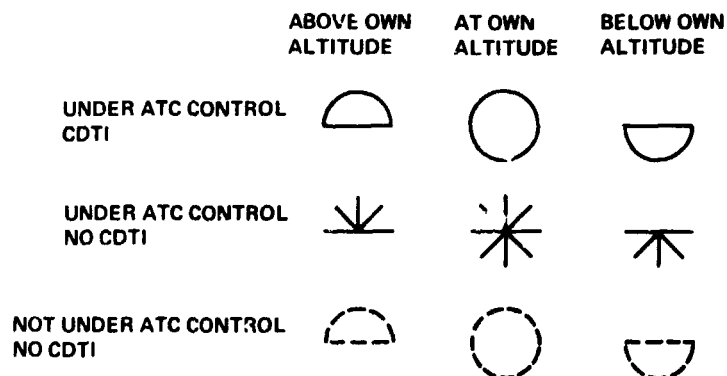 ABOVE OWN AT OWN BELOW OWN
ALTITUDE ALTITUDE ALTITUDE
UNDER ATC CONTROL
CDTI
UNDER ATC CONTROL
NO CDTI
NOT UNDER ATC CONTROL
NO CDTI